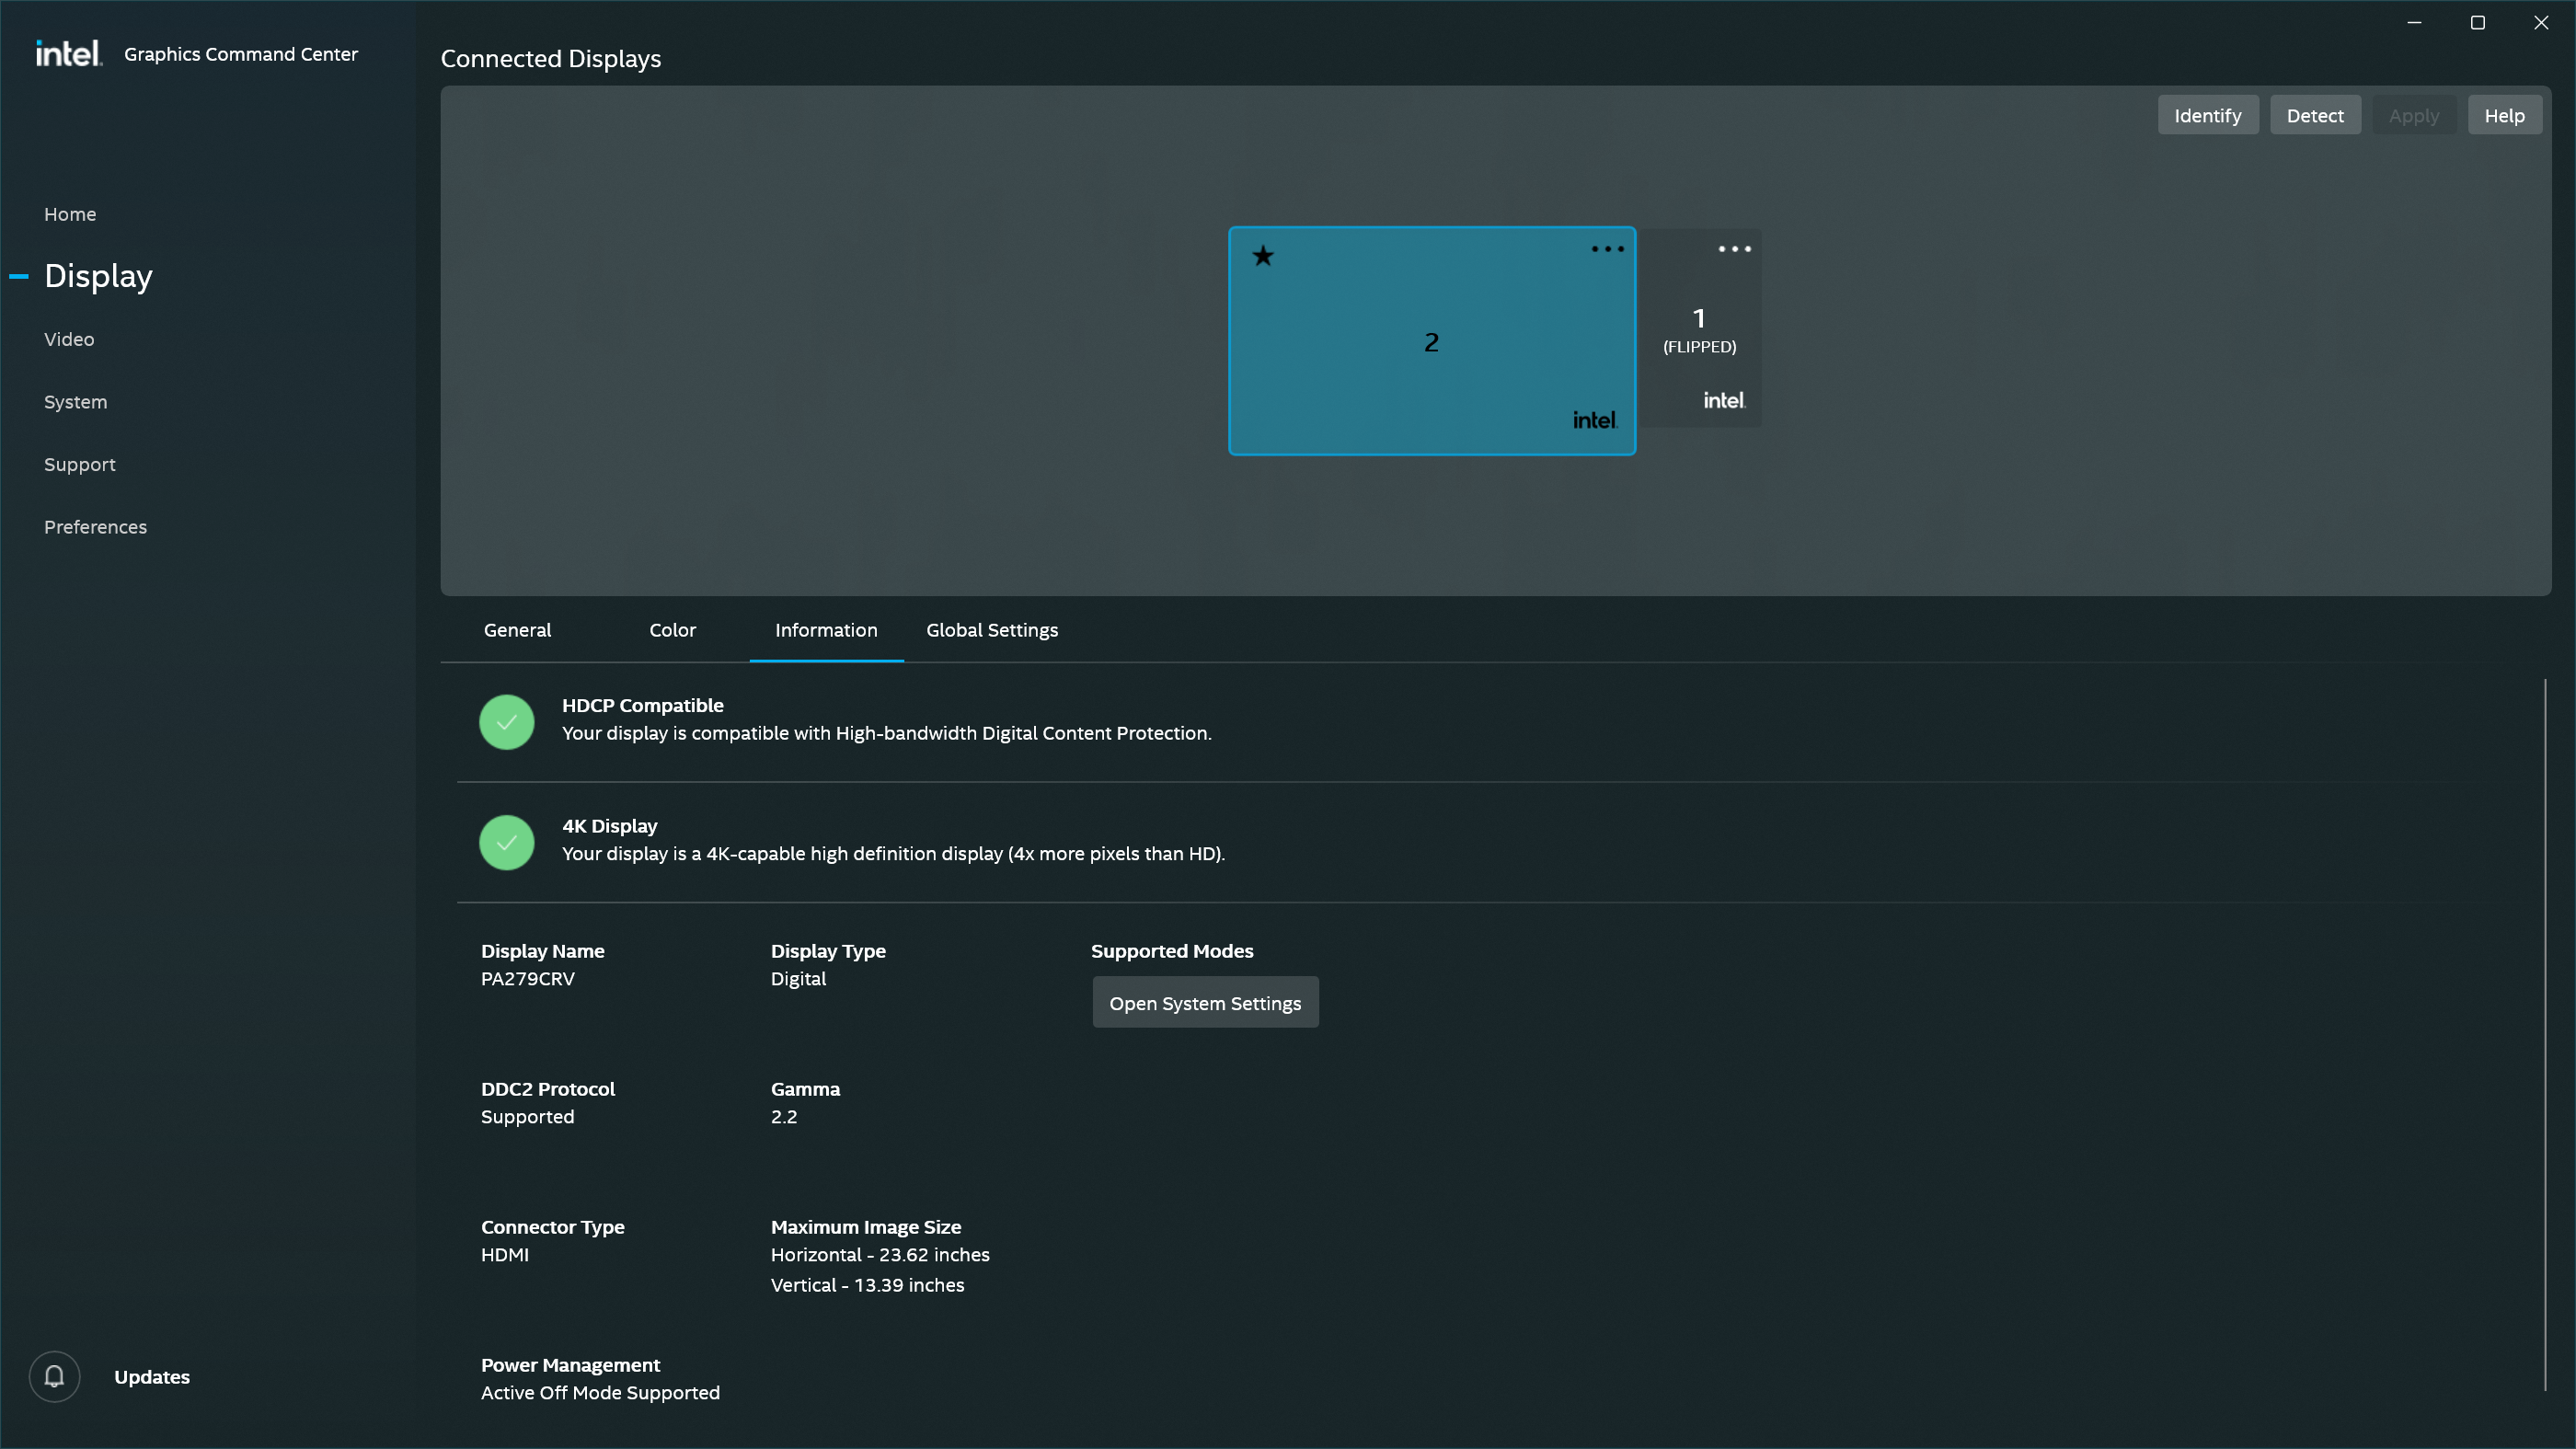 intel. Graphics Command Center
Home
Display
Video
System
Support
Preferences
Updates
Connected Displays
Identify
Detect
Apply
Help
2
intel.
1
(FLIPPED)
intel.
General
Color
Information
Global Settings
HDCP Compatible
Your display is compatible with High-bandwidth Digital Content Protection.
4K Display
Your display is a 4K-capable high definition display (4x more pixels than HD).
Display Name
PA279CRV
Display Type
Digital
Supported Modes
Open System Settings
DDC2 Protocol
Supported
Gamma
2.2
Connector Type
HDMI
Maximum Image Size
Horizontal - 23.62 inches
Vertical - 13.39 inches
Power Management
Active Off Mode Supported